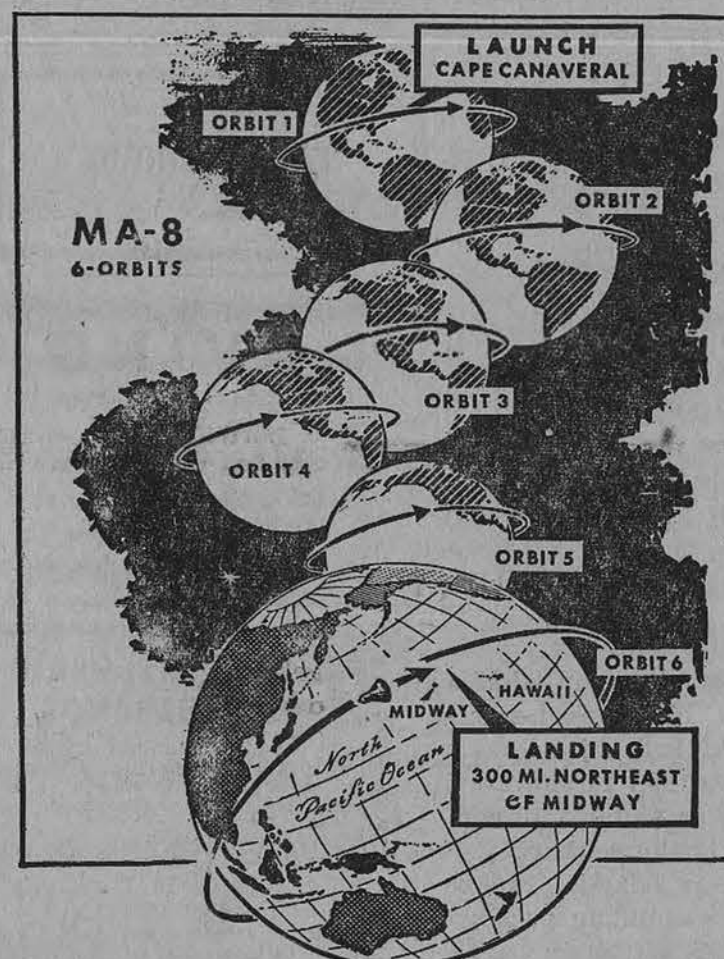 LAUNCH
CAPE CANAVERAL
ORBIT 1
ORBIT 2
MA-8
6-ORBITS
ORBIT 3
ORBIT 4
ORBIT 5
ORBIT 6
HAWAII
MIDWAY
North
Pacific Ocean
LANDING
300 MI. NORTHEAST
OF MIDWAY